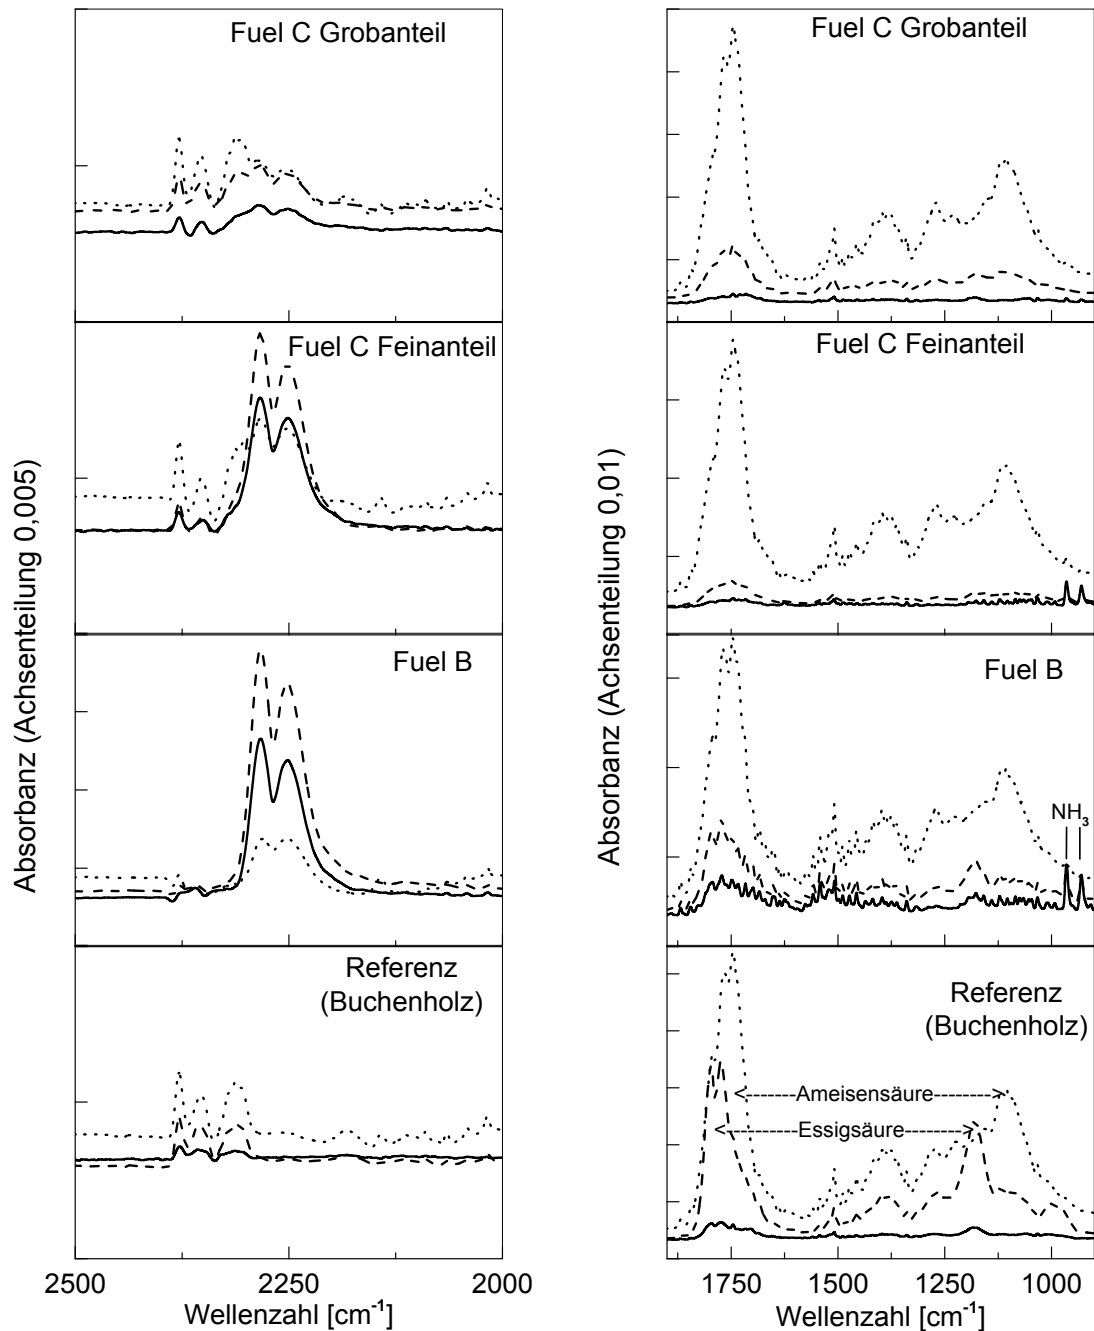 Fuel C Grobanteil
Fuel C Feinanteil
Fuel B
Referenz
(Buchenholz)
Absorbanz (Achsenteilung 0,005)
2500
2250
2000
Wellenzahl [cm⁻¹]
Fuel C Grobanteil
Fuel C Feinanteil
Fuel B
NH₃
Referenz
(Buchenholz)
Ameisensäure
Essigsäure
Absorbanz (Achsenteilung 0,01)
1750
1500
1250
1000
Wellenzahl [cm⁻¹]